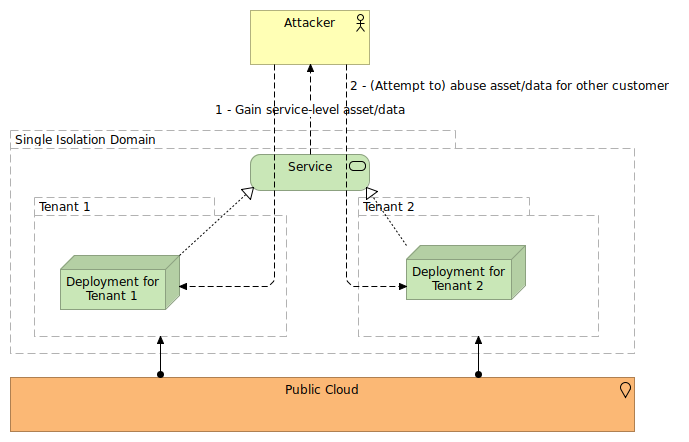 Attacker
2 - (Attempt to) abuse asset/data for other customer
1 - Gain service-level asset/data
Single Isolation Domain
Service
Tenant 1
Tenant 2
Deployment for
Tenant 1
Deployment for
Tenant 2
Public Cloud